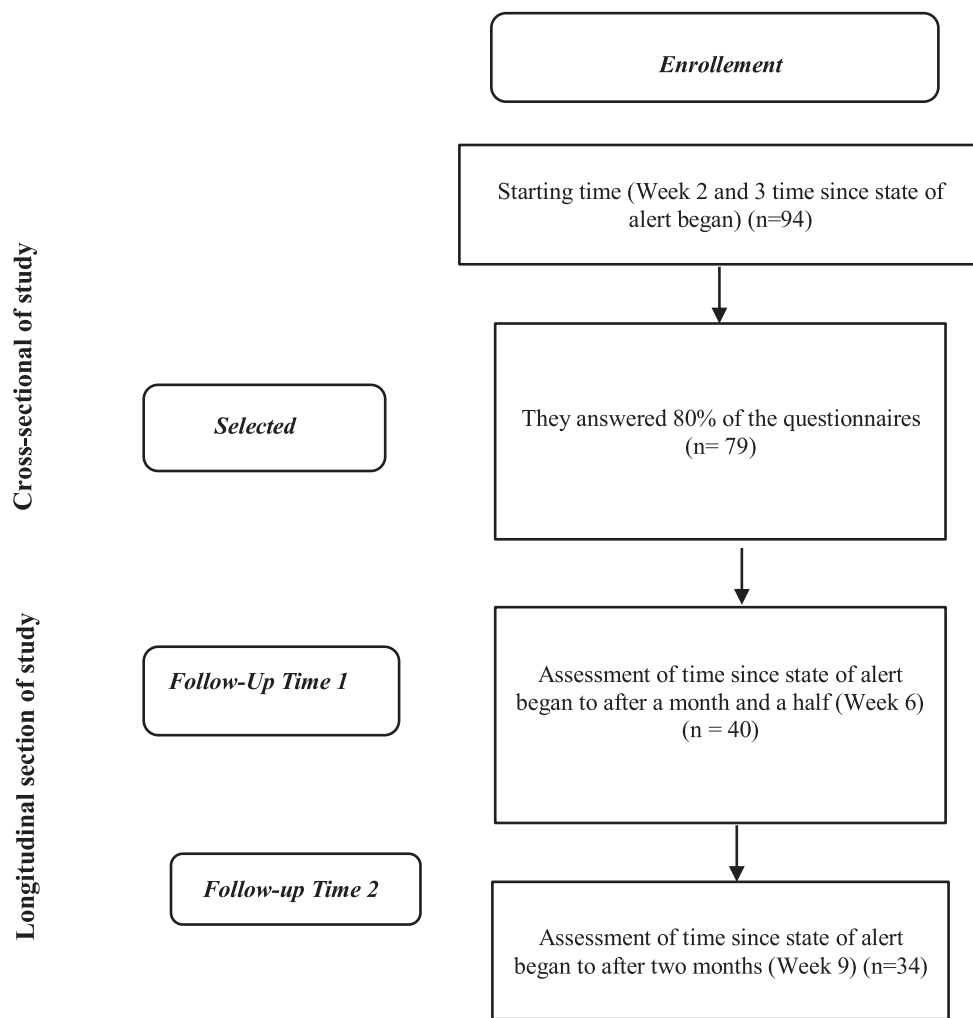 Enrollement
Starting time (Week 2 and 3 time since state of
alert began) (n=94)
Cross-sectional of study
Selected
They answered 80% of the questionnaires
(n= 79)
Longitudinal section of study
Follow-Up Time 1
Assessment of time since state of alert
began to after a month and a half (Week 6)
(n = 40)
Follow-up Time 2
Assessment of time since state of alert
began to after two months (Week 9) (n=34)